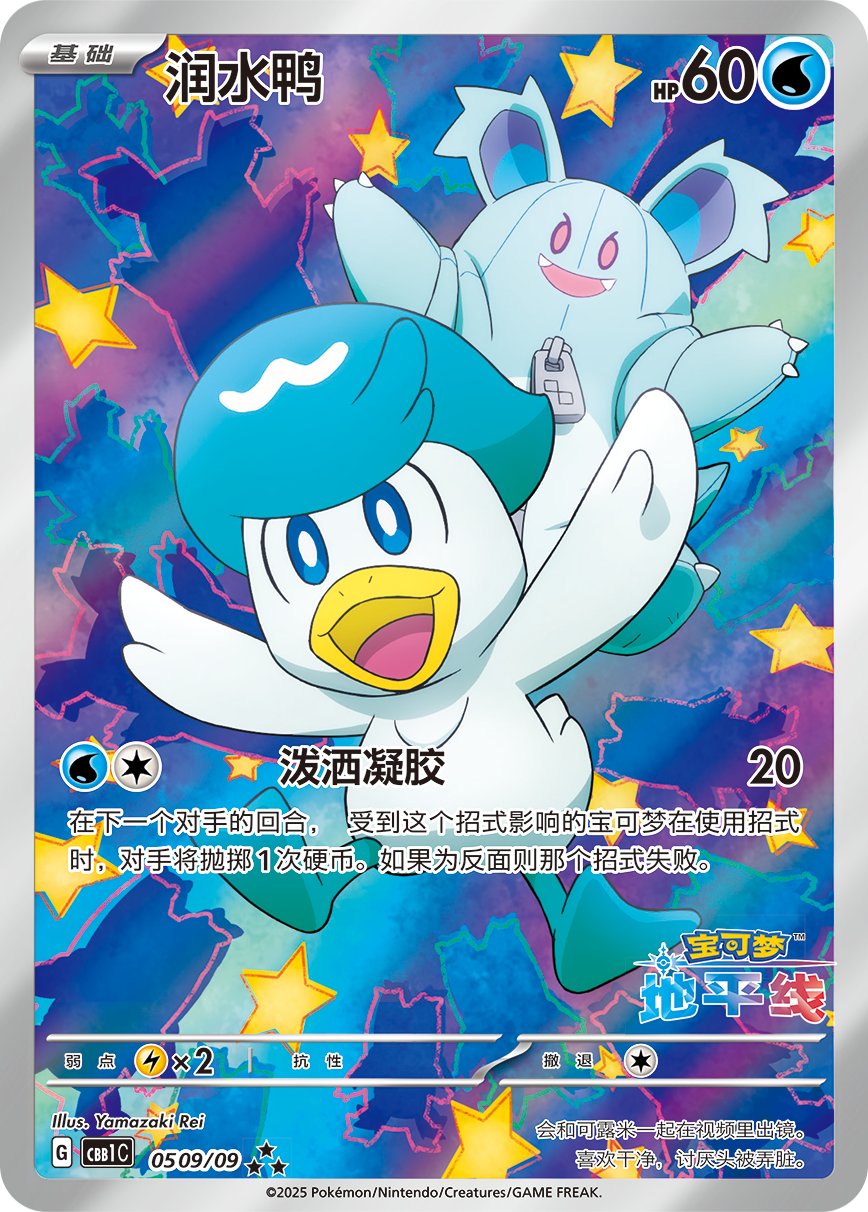 基础
润水鸭
HP60
泼洒凝胶 20
在下一个对手的回合， 受到这个招式影响的宝可梦在使用招式
时，对手将抛掷1次硬币。如果为反面则那个招式失败。
宝可梦™
地平线
弱点 ×2 抗性 撤退
Illus. Yamazaki Rei
会和可露米一起在视频里出镜。
喜欢干净，讨厌头被弄脏。
G CBB1C 0509/09
©2025 Pokémon/Nintendo/Creatures/GAME FREAK.